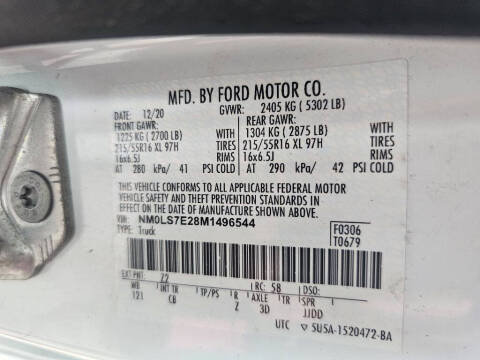 MFD. BY FORD MOTOR CO.
DATE: 12/20 GVWR: 2405 KG ( 5302 LB)
FRONT GAWR: REAR GAWR:
1225 KG ( 2700 LB) 1304 KG ( 2875 LB) WITH
215/55R16 XL 97H WITH 215/55R16 XL 97H TIRES
16x6.5J TIRES 16x6.5J RIMS
AT 280 kPa/ 41 RIMS PSI COLD AT 290 kPa/ 42 PSI COLD
THIS VEHICLE CONFORMS TO ALL APPLICABLE FEDERAL MOTOR
VEHICLE SAFETY AND THEFT PREVENTION STANDARDS IN
EFFECT ON THE DATE OF MANUFACTURE SHOWN ABOVE.
VIN: NM0LS7E28M1496544 F0306
TYPE: Truck T0679
EXT PNT: Z2 RC: 58 DSO:
WB INT TR TP/PS R AXLE TR SPR
121 CB Z 3D JJDD
UTC ▽ SU5A-1520472-BA